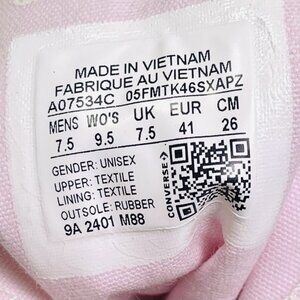 MADE IN VIETNAM
FABRIQUE AU VIETNAM
A07534C 05FMTK46SXAPZ
MENS WO'S UK EUR CM
7.5 9.5 7.5 41 26
GENDER: UNISEX
UPPER: TEXTILE
LINING: TEXTILE
OUTSOLE: RUBBER
9A 2401 M88
CONVERSE